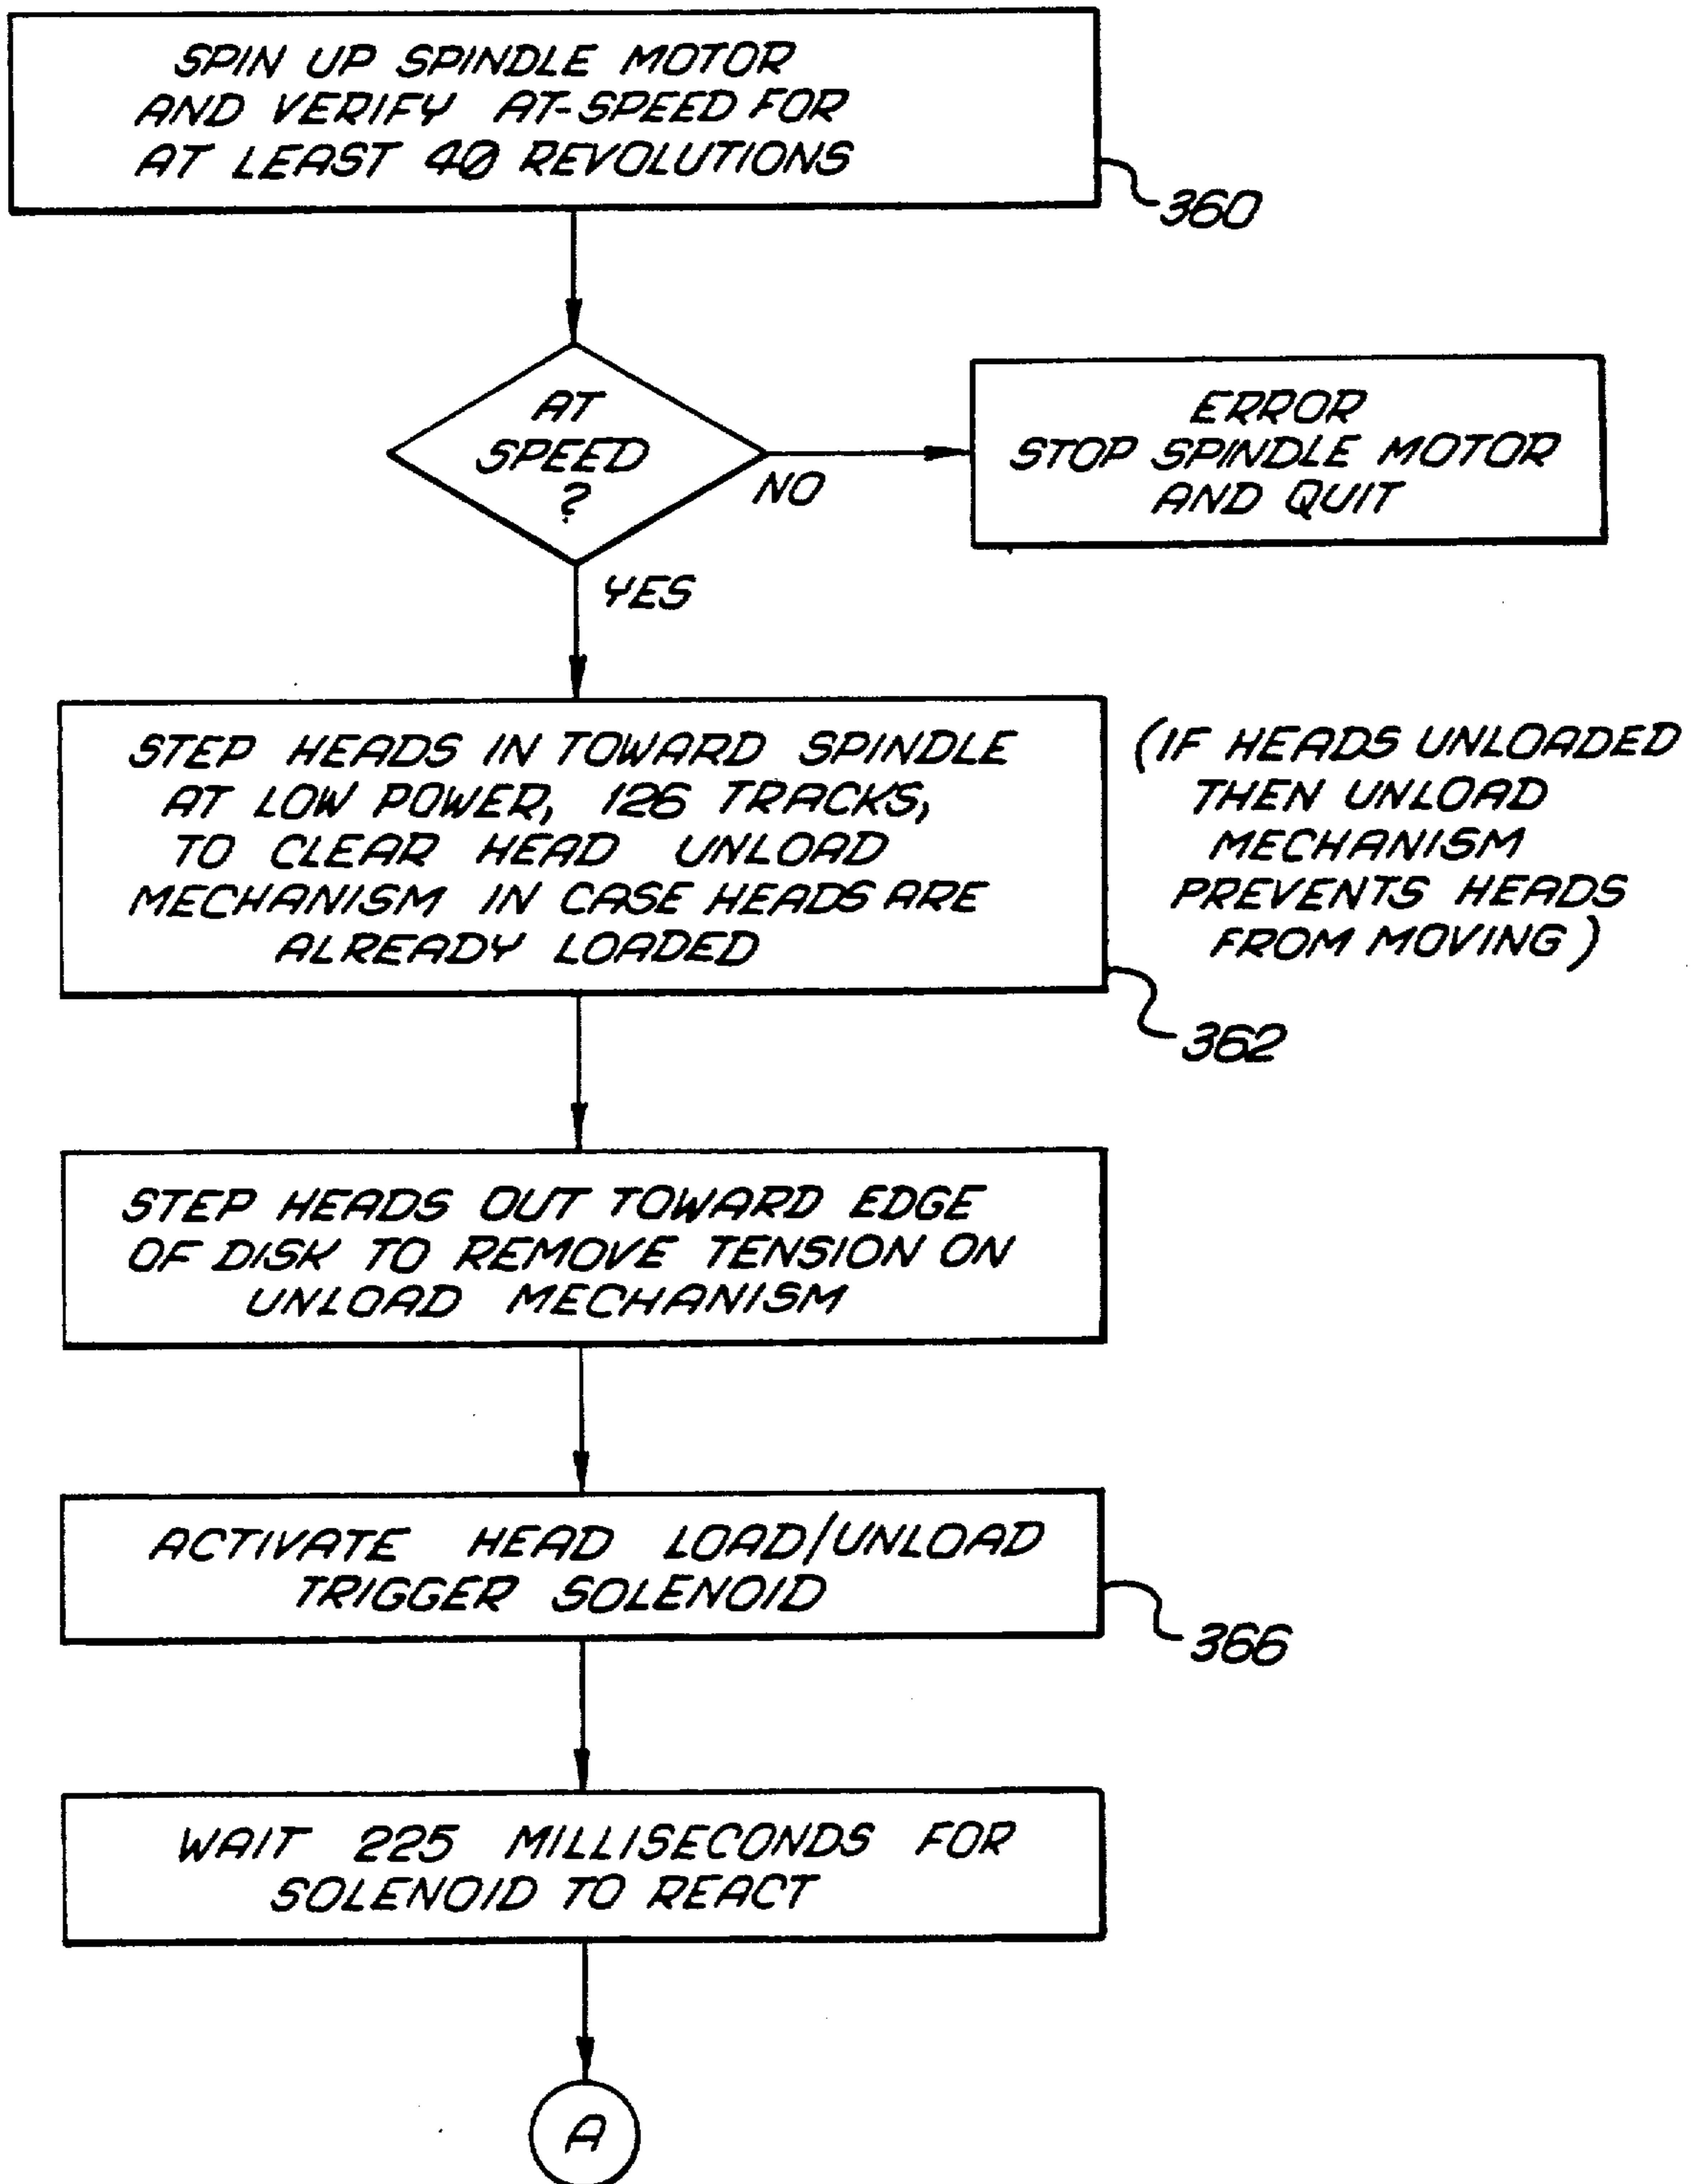 SPIN UP SPINDLE MOTOR
AND VERIFY AT-SPEED FOR
AT LEAST 40 REVOLUTIONS
360
AT
SPEED
?
NO
ERROR
STOP SPINDLE MOTOR
AND QUIT
YES
STEP HEADS IN TOWARD SPINDLE
AT LOW POWER, 126 TRACKS,
TO CLEAR HEAD UNLOAD
MECHANISM IN CASE HEADS ARE
ALREADY LOADED
(IF HEADS UNLOADED
THEN UNLOAD
MECHANISM
PREVENTS HEADS
FROM MOVING)
362
STEP HEADS OUT TOWARD EDGE
OF DISK TO REMOVE TENSION ON
UNLOAD MECHANISM
ACTIVATE HEAD LOAD/UNLOAD
TRIGGER SOLENOID
366
WAIT 225 MILLISECONDS FOR
SOLENOID TO REACT
A